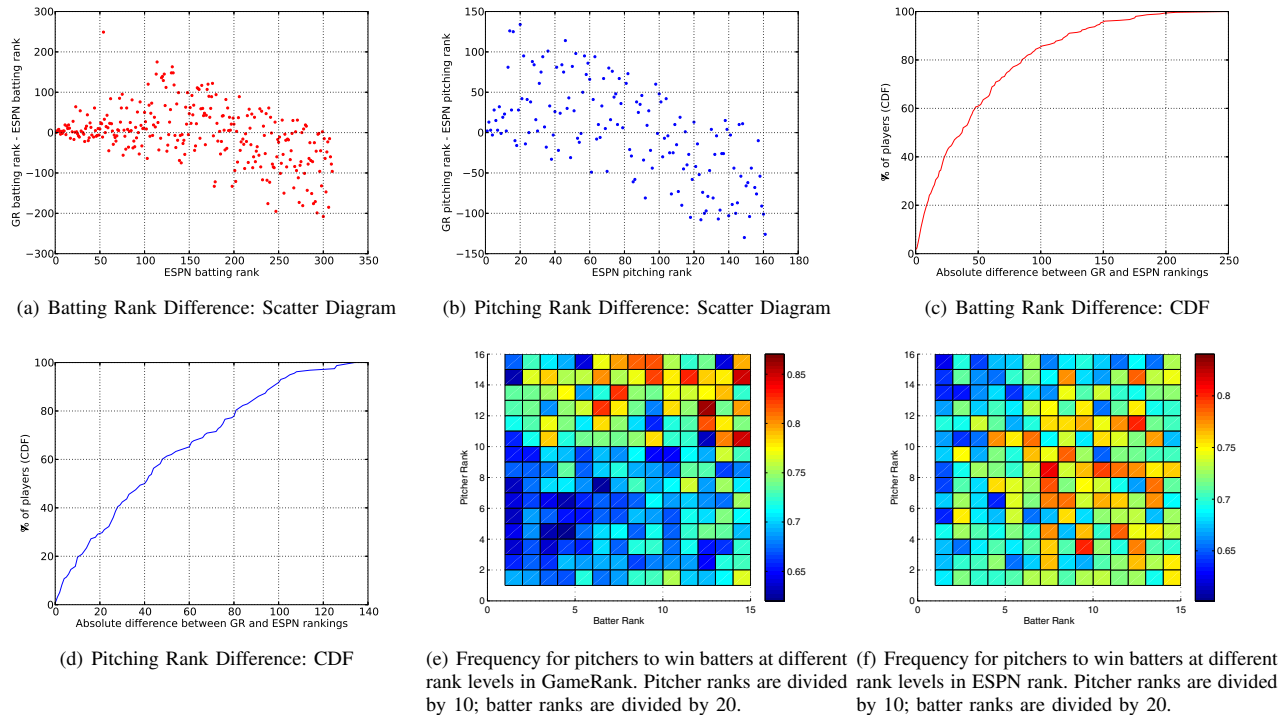 300
200
100
0
−100
−200
−300
0 50 100 150 200 250 300 350
GR batting rank - ESPN batting rank
ESPN batting rank
(a) Batting Rank Difference: Scatter Diagram
150
100
50
0
−50
−100
−150
0 20 40 60 80 100 120 140 160 180
GR pitching rank - ESPN pitching rank
ESPN pitching rank
(b) Pitching Rank Difference: Scatter Diagram
100
80
60
40
20
0
0 50 100 150 200 250
% of players (CDF)
Absolute difference between GR and ESPN rankings
(c) Batting Rank Difference: CDF
100
80
60
40
20
0
0 20 40 60 80 100 120 140
% of players (CDF)
Absolute difference between GR and ESPN rankings
(d) Pitching Rank Difference: CDF
16
14
12
10
8
6
4
2
0
0 5 10 15
Pitcher Rank
Batter Rank
0.85
0.8
0.75
0.7
0.65
(e) Frequency for pitchers to win batters at different
rank levels in GameRank. Pitcher ranks are divided
by 10; batter ranks are divided by 20.
16
14
12
10
8
6
4
2
0
0 5 10 15
Pitcher Rank
Batter Rank
0.8
0.75
0.7
0.65
(f) Frequency for pitchers to win batters at different
rank levels in ESPN rank. Pitcher ranks are divided
by 10; batter ranks are divided by 20.